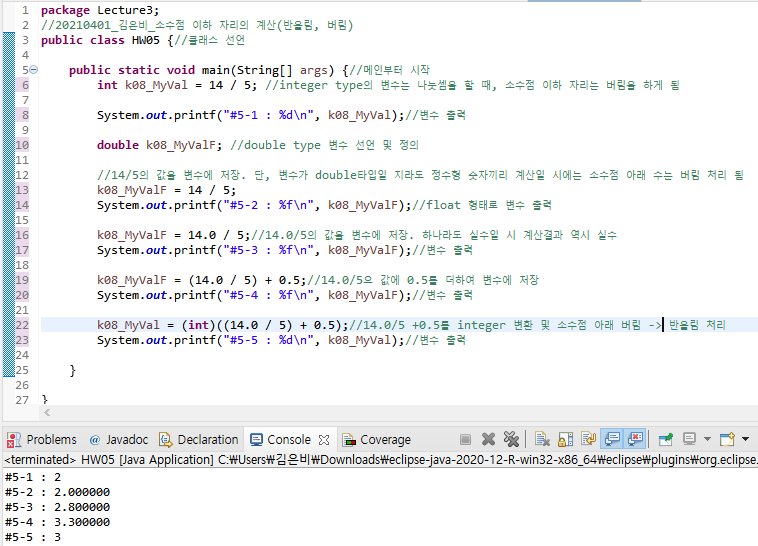 1 package Lecture3;
2 //20210401_김은비_소수점 이하 자리의 계산(반올림, 버림)
3 public class HW05 {//클래스 선언
4
5 public static void main(String[] args) {//메인부터 시작
6 int k08_MyVal = 14 / 5; //integer type의 변수는 나눗셈을 할 때, 소수점 이하 자리는 버림을 하게 됨
7
8 System.out.printf("#5-1 : %d\n", k08_MyVal);//변수 출력
9
10 double k08_MyValF; //double type 변수 선언 및 정의
11
12 //14/5의 값을 변수에 저장. 단, 변수가 double타입일 지라도 정수형 숫자끼리 계산일 시에는 소수점 아래 수는 버림 처리 됨
13 k08_MyValF = 14 / 5;
14 System.out.printf("#5-2 : %f\n", k08_MyValF);//float 형태로 변수 출력
15
16 k08_MyValF = 14.0 / 5;//14.0/5의 값을 변수에 저장. 하나라도 실수일 시 계산결과 역시 실수
17 System.out.printf("#5-3 : %f\n", k08_MyValF);//변수 출력
18
19 k08_MyValF = (14.0 / 5) + 0.5;//14.0/5으 값에 0.5를 더하여 변수에 저장
20 System.out.printf("#5-4 : %f\n", k08_MyValF);//변수 출력
21
22 k08_MyVal = (int)((14.0 / 5) + 0.5);//14.0/5 +0.5를 integer 변환 및 소수점 아래 버림 -> 반올림 처리
23 System.out.printf("#5-5 : %d\n", k08_MyVal);//변수 출력
24
25 }
26
27 }
Problems @ Javadoc Declaration Console Coverage
<terminated> HW05 [Java Application] C:₩Users₩김은비₩Downloads₩eclipse-java-2020-12-R-win32-x86_64₩eclipse₩plugins₩org.eclipse.
#5-1 : 2
#5-2 : 2.000000
#5-3 : 2.800000
#5-4 : 3.300000
#5-5 : 3